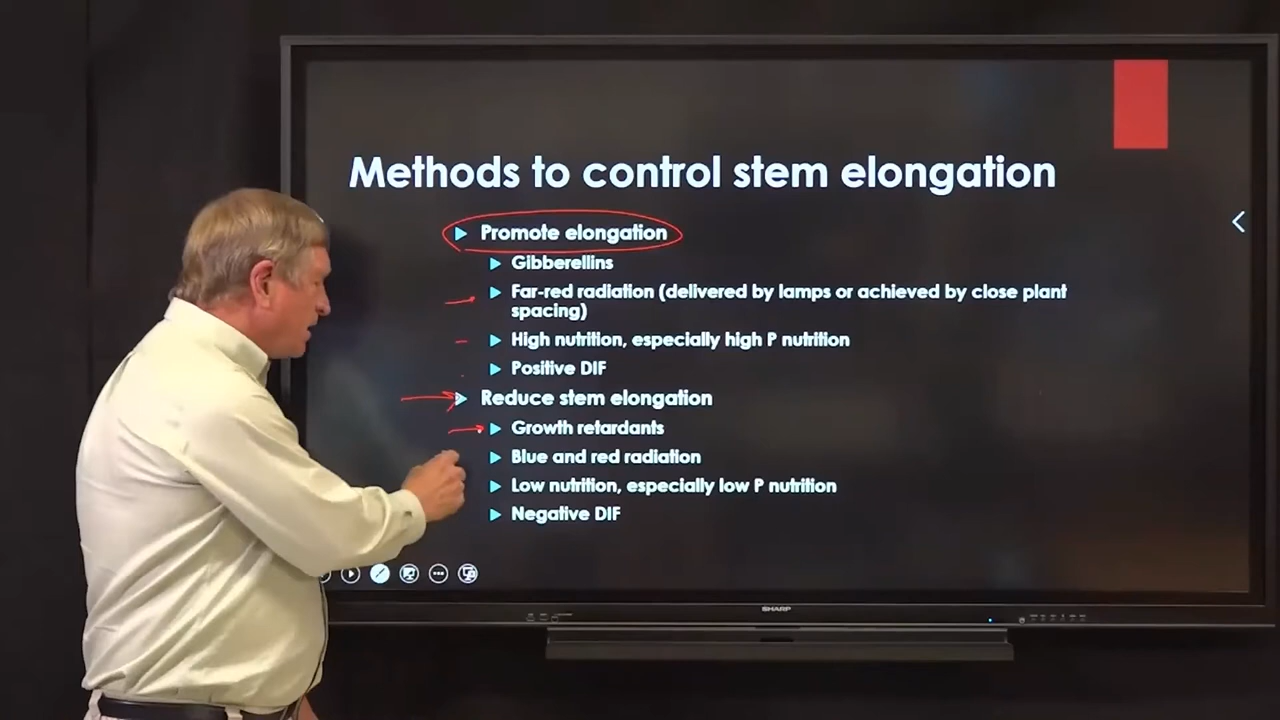 Methods to control stem elongation
Promote elongation
Gibberellins
Far-red radiation (delivered by lamps or achieved by close plant
spacing)
High nutrition, especially high P nutrition
Positive DIF
Reduce stem elongation
Growth retardants
Blue and red radiation
Low nutrition, especially low P nutrition
Negative DIF
SHARP